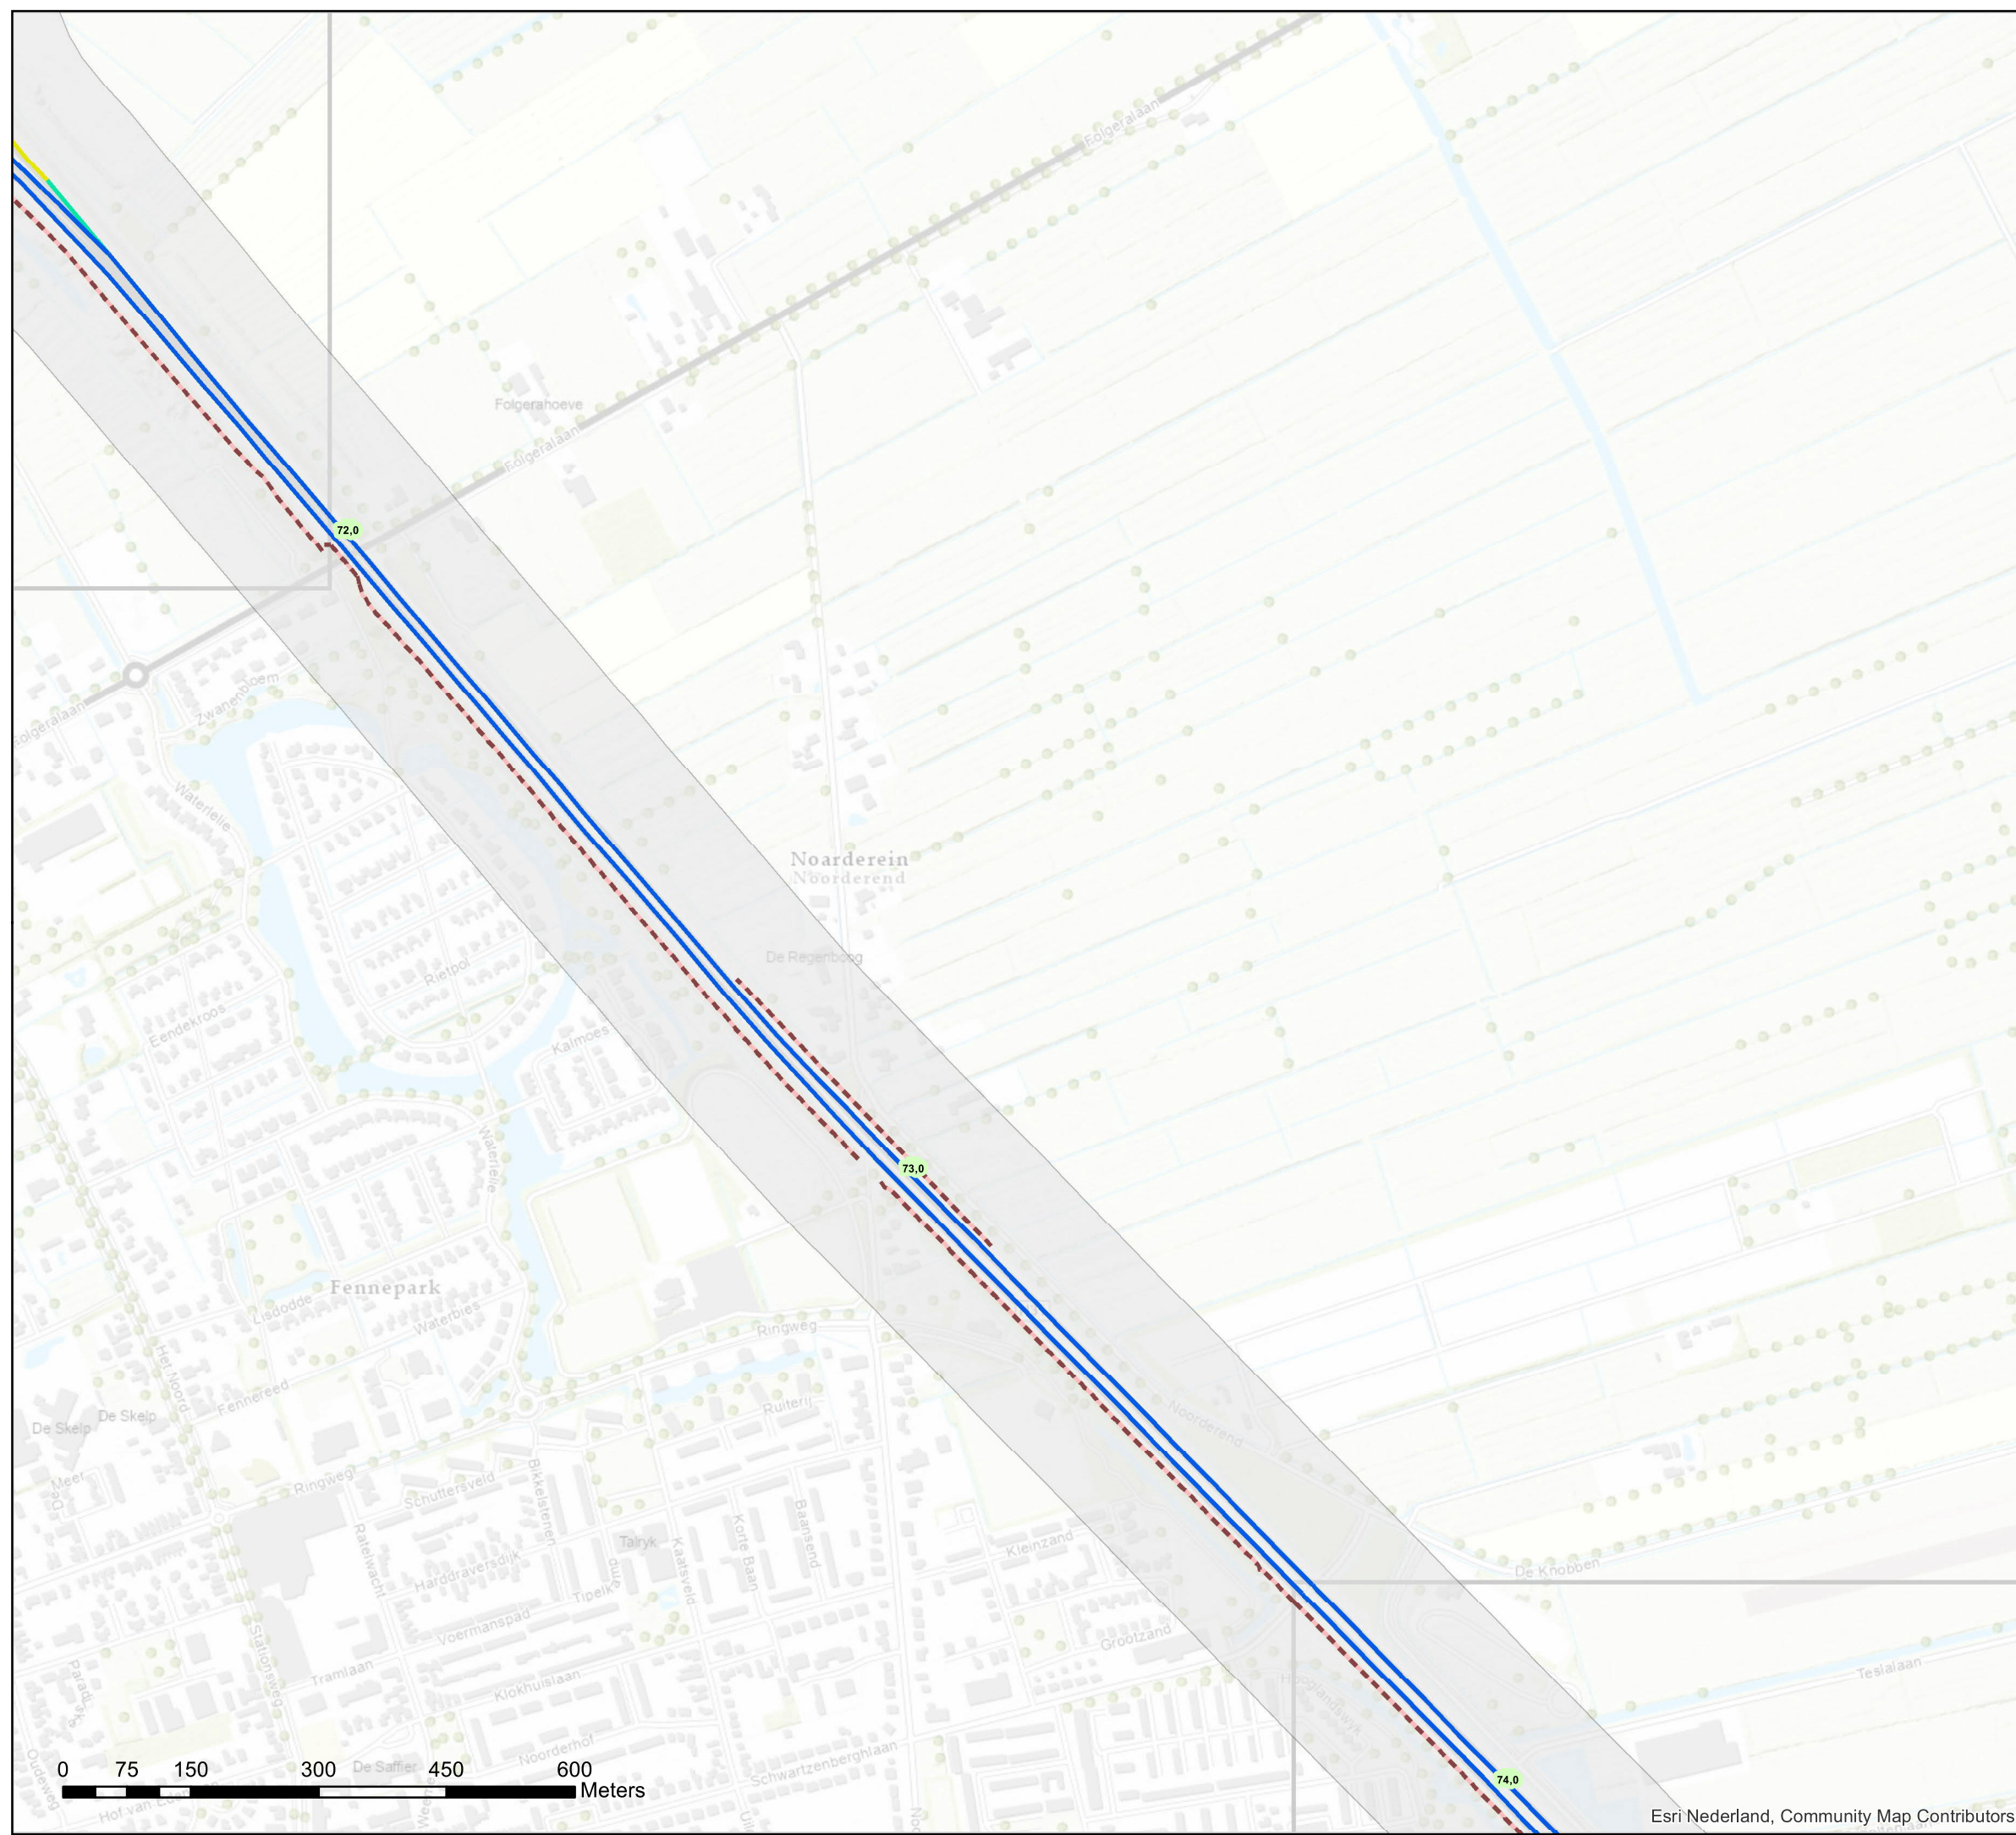 Folgeralaan
Folgerahoeve
Folgeralaan
72,0
Zwanenbloem
Folgeralaan
Waterlelie
Noarderein
Noorderend
De Regenboog
Rietpol
Eendekroos
Kalmoes
Waterlelie
73,0
Fennepark
Lisdodde
Waterbies
Ringweg
Het Noord
Fennereed
De Skelp
De Skelp
Ruiterij
Noorderend
Meer
Ringweg
Schuttersveld
Bikkelstenen
Baansend
Korte Baan
Kaatsveld
Talryk
Kleinzand
De Knobben
Ratelwacht
Harddraversdijk
Tipelk
Voermanspad
Grootzand
Stationsweg
Tramlaan
Klokhuislaan
Teslalaan
Noorderhof
Schwartzenberghlaan
De Saffier
Oudeweg
74,0
0 75 150 300 450 600
Meters
Esri Nederland, Community Map Contributors